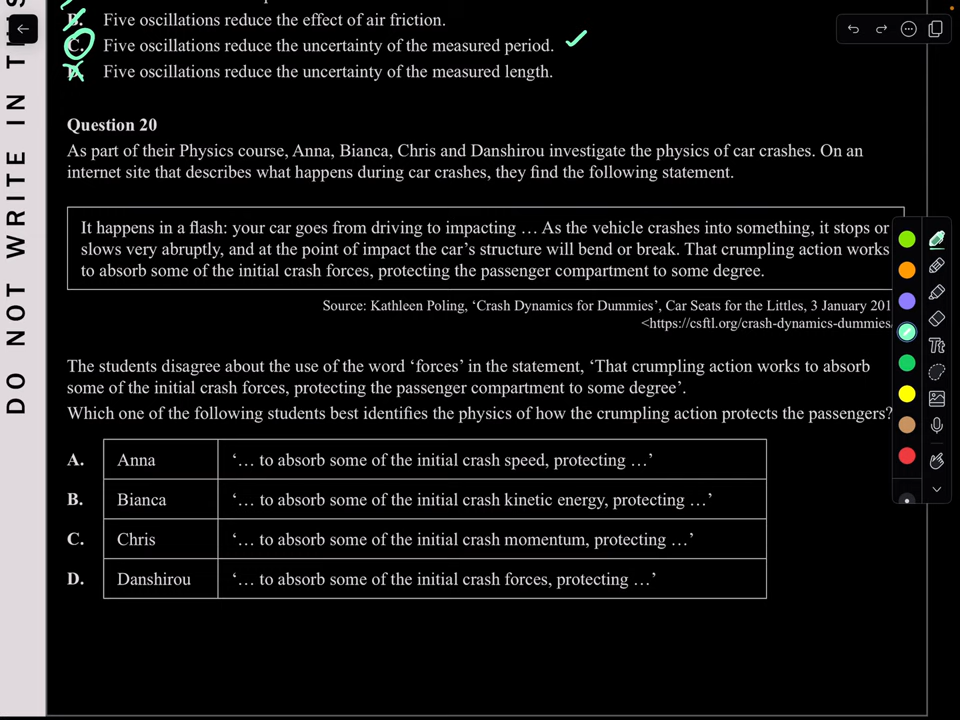 DO NOT WRITE IN THIS
B. Five oscillations reduce the effect of air friction.
C. Five oscillations reduce the uncertainty of the measured period.
D. Five oscillations reduce the uncertainty of the measured length.
Question 20
As part of their Physics course, Anna, Bianca, Chris and Danshirou investigate the physics of car crashes. On an
internet site that describes what happens during car crashes, they find the following statement.
It happens in a flash: your car goes from driving to impacting … As the vehicle crashes into something, it stops or
slows very abruptly, and at the point of impact the car's structure will bend or break. That crumpling action works
to absorb some of the initial crash forces, protecting the passenger compartment to some degree.
Source: Kathleen Poling, 'Crash Dynamics for Dummies', Car Seats for the Littles, 3 January 201
<https://csftl.org/crash-dynamics-dummies/
The students disagree about the use of the word 'forces' in the statement, 'That crumpling action works to absorb
some of the initial crash forces, protecting the passenger compartment to some degree'.
Which one of the following students best identifies the physics of how the crumpling action protects the passengers?
A. Anna '… to absorb some of the initial crash speed, protecting …'
B. Bianca '… to absorb some of the initial crash kinetic energy, protecting …'
C. Chris '… to absorb some of the initial crash momentum, protecting …'
D. Danshirou '… to absorb some of the initial crash forces, protecting …'
Tt